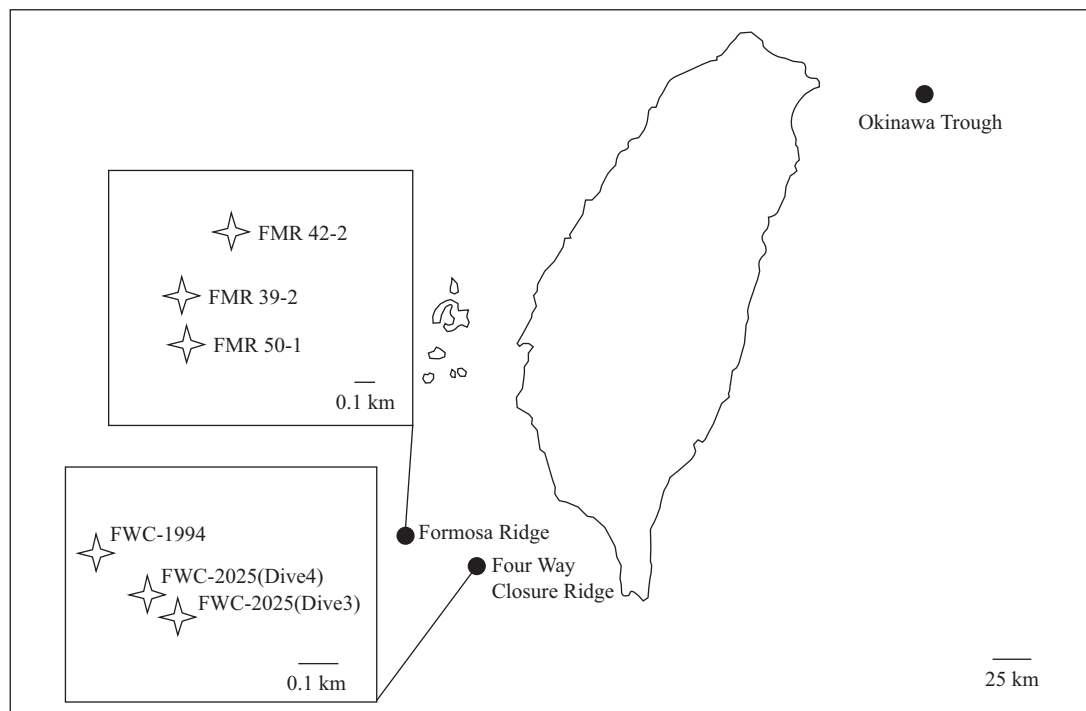 Okinawa Trough
FMR 42-2
FMR 39-2
FMR 50-1
0.1 km
FWC-1994
FWC-2025(Dive4)
FWC-2025(Dive3)
0.1 km
Formosa Ridge
Four Way
Closure Ridge
25 km